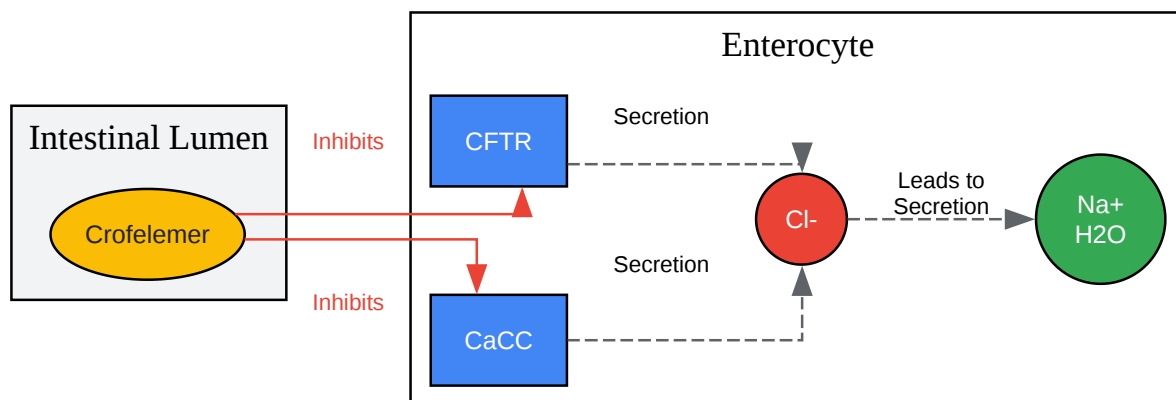 Enterocyte
Intestinal Lumen
Crofelemer
Inhibits
Inhibits
CFTR
CaCC
Secretion
Secretion
Cl-
Leads to
Secretion
Na+
H2O